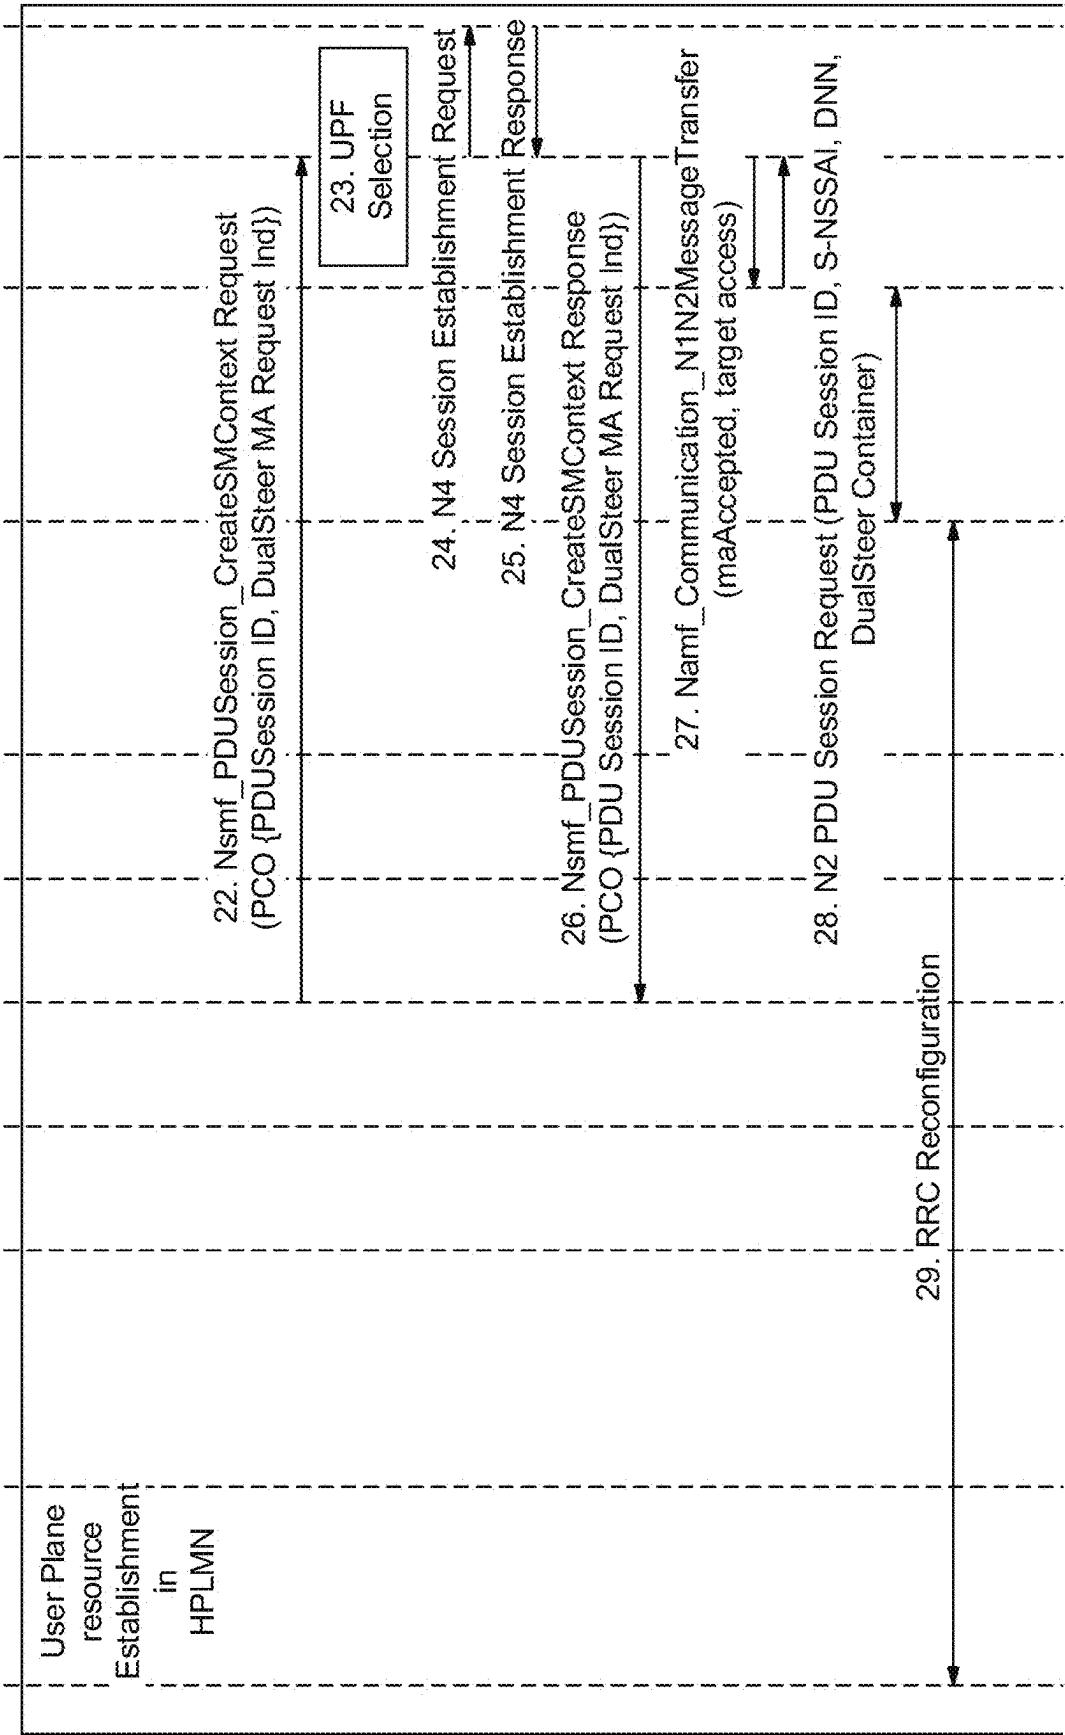 User Plane
resource
Establishment
in
HPLMN
22. Nsmf_PDUSession_CreateSMContext Request
(PCO {PDUSession ID, DualSteer MA Request Ind})
23. UPF
Selection
24. N4 Session Establishment Request
25. N4 Session Establishment Response
26. Nsmf_PDUSession_CreateSMContext Response
(PCO {PDU Session ID, DualSteer MA Request Ind})
27. Namf_Communication_N1N2MessageTransfer
(maAccepted, target access)
28. N2 PDU Session Request (PDU Session ID, S-NSSAI, DNN,
DualSteer Container)
29. RRC Reconfiguration